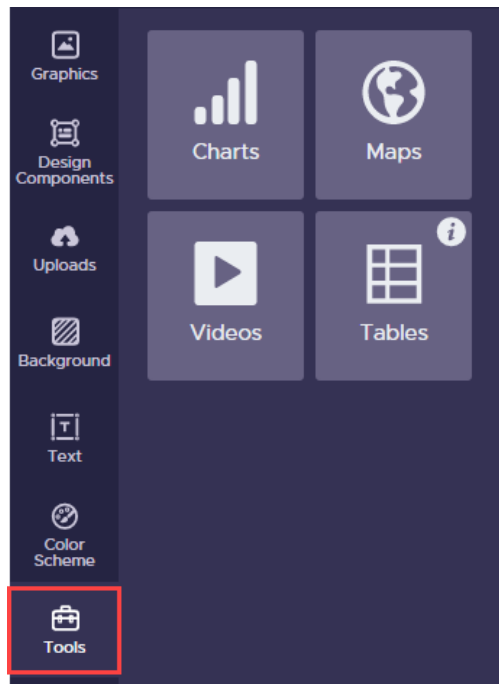 Graphics
Design
Components
Uploads
Background
Text
Color
Scheme
Tools
Charts
Maps
Videos
Tables